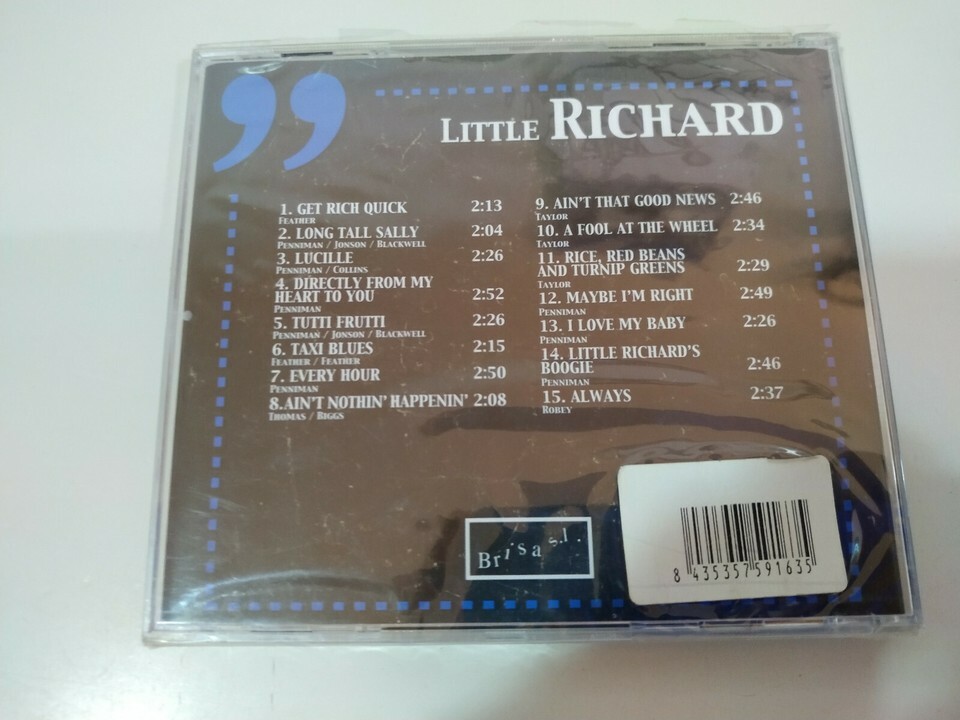 ”
LITTLE RICHARD
1. GET RICH QUICK 2:13
FEATHER
2. LONG TALL SALLY 2:04
PENNIMAN / JONSON / BLACKWELL
3. LUCILLE 2:26
PENNIMAN / COLLINS
4. DIRECTLY FROM MY
HEART TO YOU 2:52
PENNIMAN
5. TUTTI FRUTTI 2:26
PENNIMAN / JONSON / BLACKWELL
6. TAXI BLUES 2:15
FEATHER / FEATHER
7. EVERY HOUR 2:50
PENNIMAN
8.AIN'T NOTHIN' HAPPENIN' 2:08
THOMAS / BIGGS
9. AIN'T THAT GOOD NEWS 2:46
TAYLOR
10. A FOOL AT THE WHEEL 2:34
TAYLOR
11. RICE, RED BEANS
AND TURNIP GREENS 2:29
TAYLOR
12. MAYBE I'M RIGHT 2:49
PENNIMAN
13. I LOVE MY BABY 2:26
PENNIMAN
14. LITTLE RICHARD'S
BOOGIE 2:46
PENNIMAN
15. ALWAYS 2:37
ROBEY
Brisa s.l.
8 435357 591635